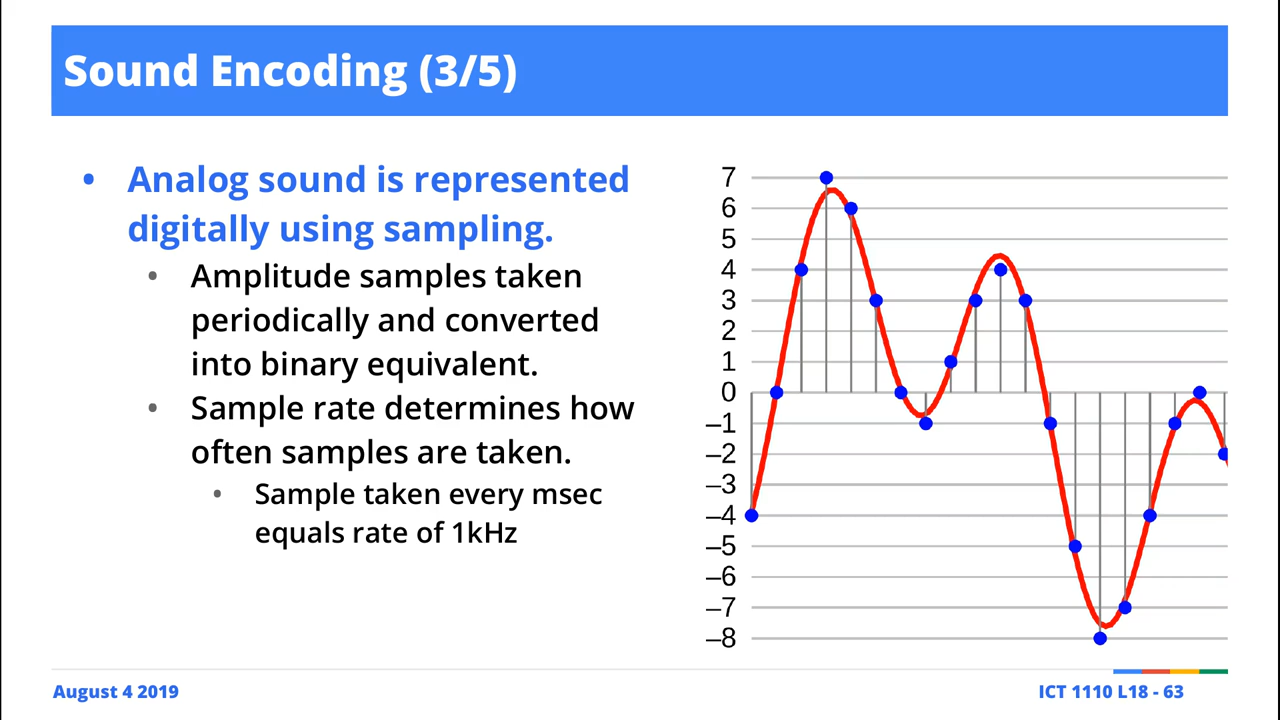 Sound Encoding (3/5)
• Analog sound is represented
digitally using sampling.
• Amplitude samples taken
periodically and converted
into binary equivalent.
• Sample rate determines how
often samples are taken.
• Sample taken every msec
equals rate of 1kHz
7
6
5
4
3
2
1
0
–1
–2
–3
–4
–5
–6
–7
–8
August 4 2019
ICT 1110 L18 - 63